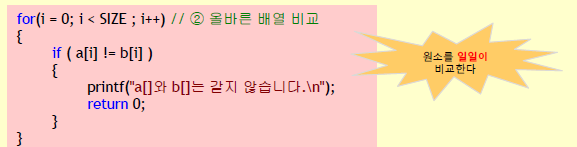 for(i = 0; i < SIZE ; i++) // ② 올바른 배열 비교
{
if ( a[i] != b[i] )
{
printf("a[]와 b[]는 같지 않습니다.\n");
return 0;
}
}
원소를 일일이
비교한다